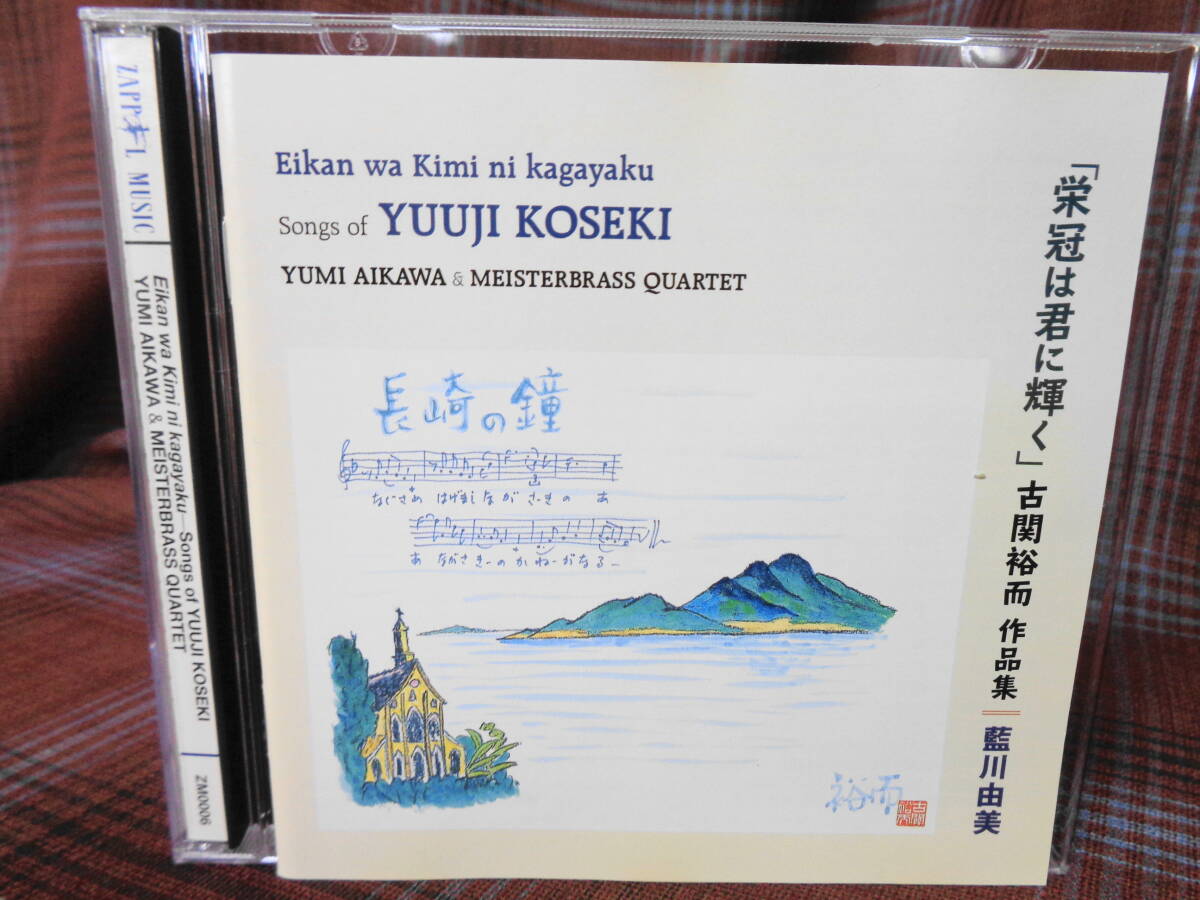 ZAPPEL MUSIC
Eikan wa Kimi ni kagayaku—Songs of YUUJI KOSEKI
YUMI AIKAWA & MEISTERBRASS QUARTET
ZM0006
Eikan wa Kimi ni kagayaku
Songs of YUUJI KOSEKI
YUMI AIKAWA & MEISTERBRASS QUARTET
「栄冠は君に輝く」古関裕而 作品集 藍川由美
長崎の鐘
なぐさめ はげまし ながさきの あ
あ ながさきーの かねーがなるー
裕而